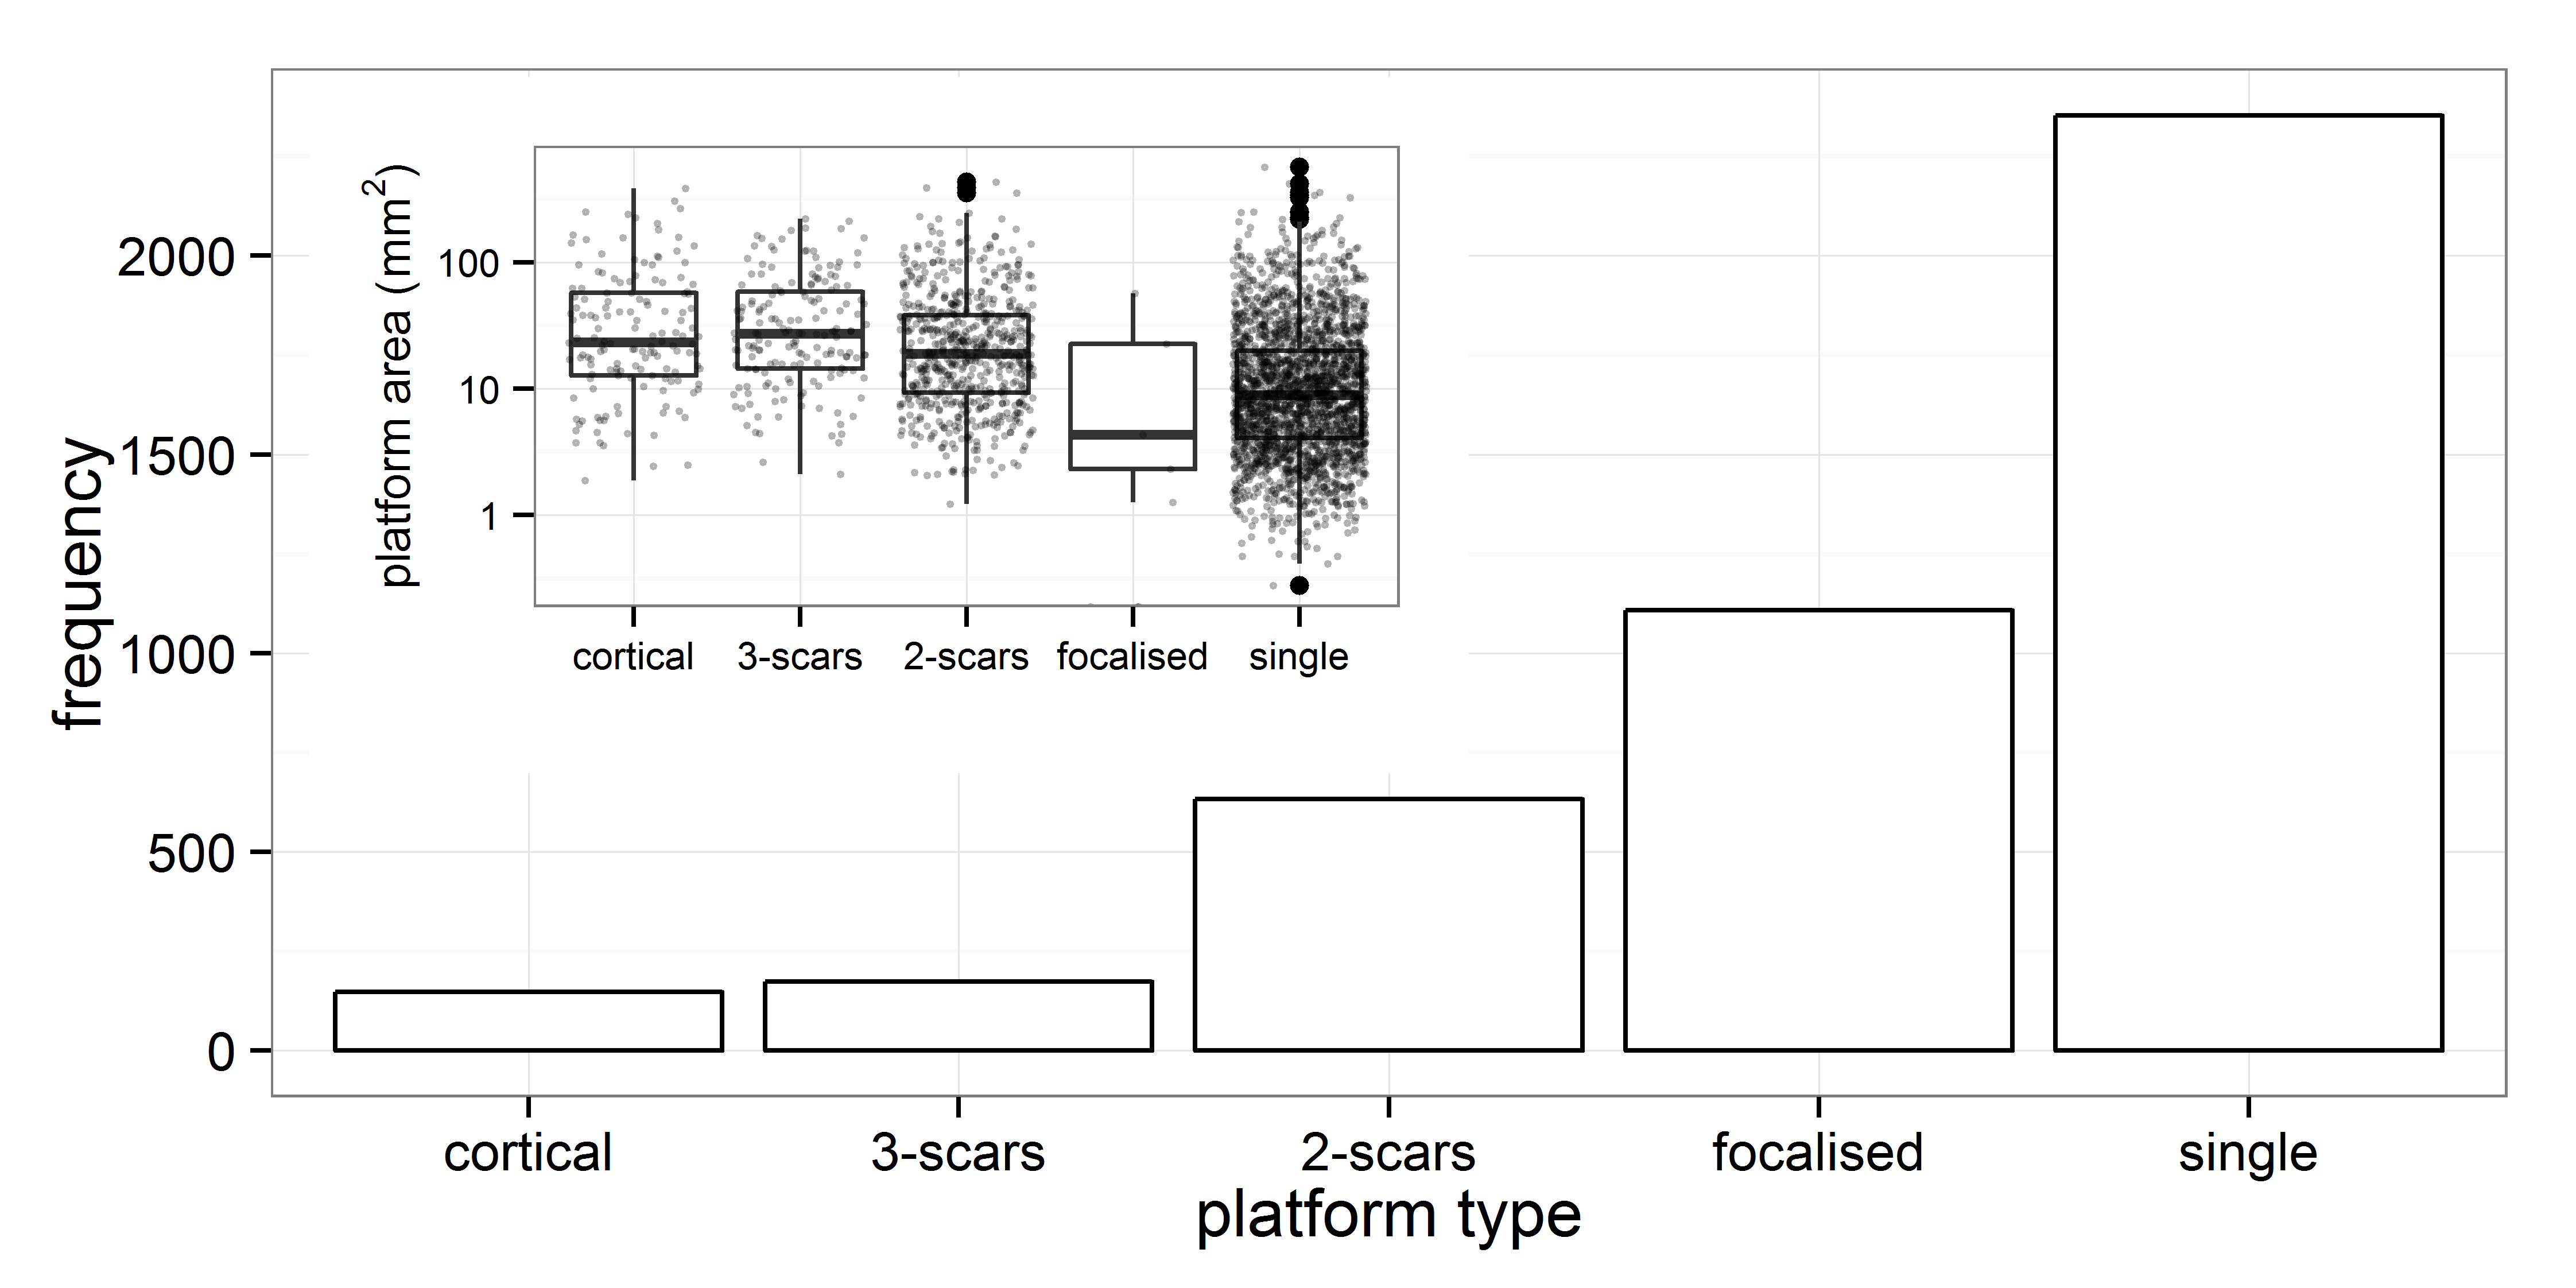 frequency
2000
1500
1000
500
0
platform area (mm²)
100
10
1
cortical 3-scars 2-scars focalised single
cortical 3-scars 2-scars focalised single
platform type